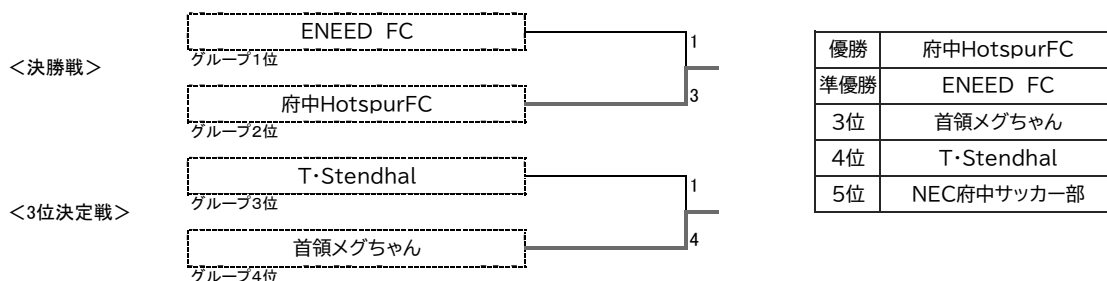 ENEED FC
グループ1位
1
<決勝戦>
府中HotspurFC
グループ2位
3
T・Stendhal
グループ3位
1
<3位決定戦>
首領メグちゃん
グループ4位
4
優勝 府中HotspurFC
準優勝 ENEED FC
3位 首領メグちゃん
4位 T・Stendhal
5位 NEC府中サッカー部